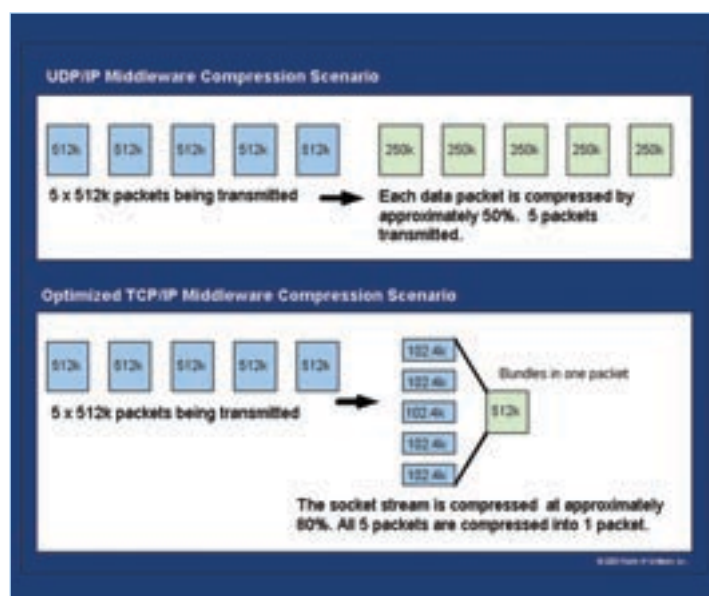 UDP/IP Middleware Compression Scenario
512k 512k 512k 512k 512k
250k 250k 250k 250k 250k
5 x 512k packets being transmitted
Each data packet is compressed by
approximately 50%. 5 packets
transmitted.
Optimized TCP/IP Middleware Compression Scenario
512k 512k 512k 512k 512k
5 x 512k packets being transmitted
102.4k
102.4k
102.4k
102.4k
102.4k
Bundles in one packet
512k
The socket stream is compressed at approximately
80%. All 5 packets are compressed into 1 packet.